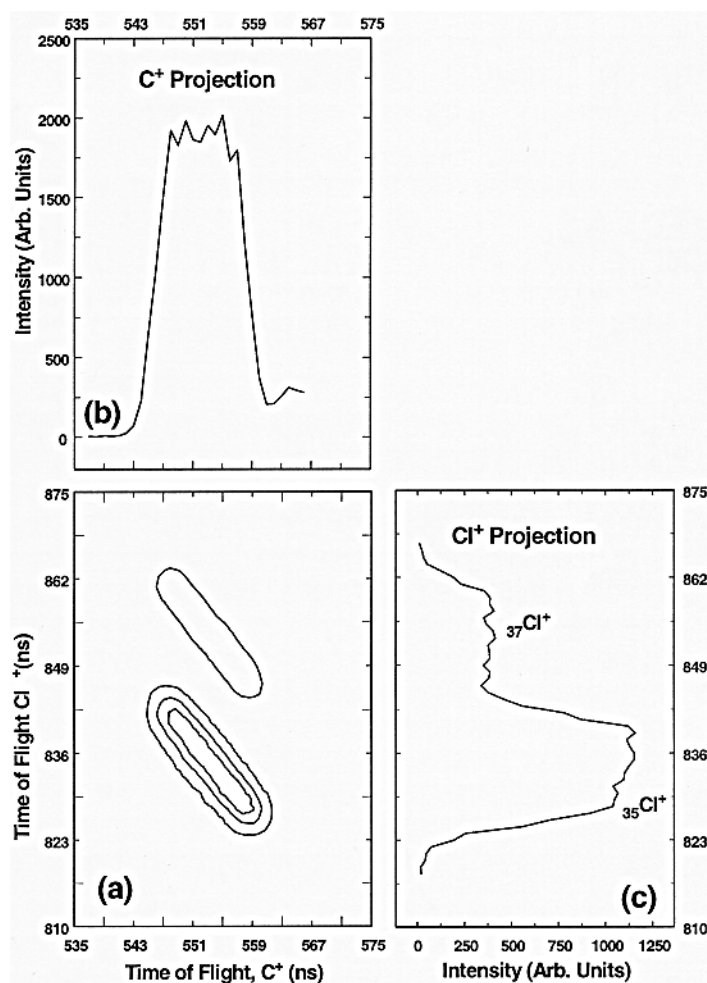 535 543 551 559 567 575
2500
C+ Projection
2000
1500
1000
500
0
Intensity (Arb. Units)
(b)
875
862
849
836
823
810
Time of Flight Cl +(ns)
(a)
535 543 551 559 567 575
Time of Flight, C+ (ns)
Cl+ Projection
37Cl+
35Cl+
(c)
875
862
849
836
823
810
0 250 500 750 1000 1250
Intensity (Arb. Units)